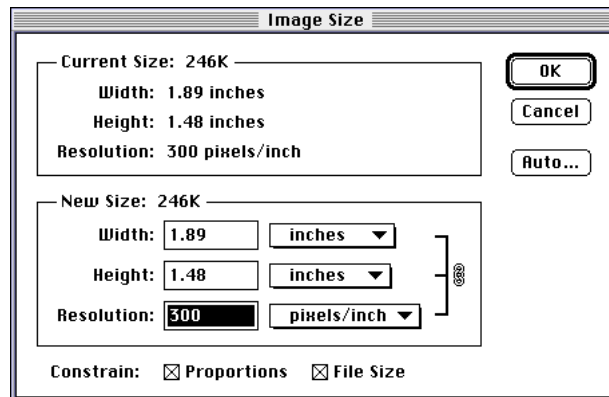 Image Size
Current Size: 246K
Width: 1.89 inches
Height: 1.48 inches
Resolution: 300 pixels/inch
OK
Cancel
Auto...
New Size: 246K
Width: 1.89 inches
Height: 1.48 inches
Resolution: 300 pixels/inch
Constrain: Proportions File Size